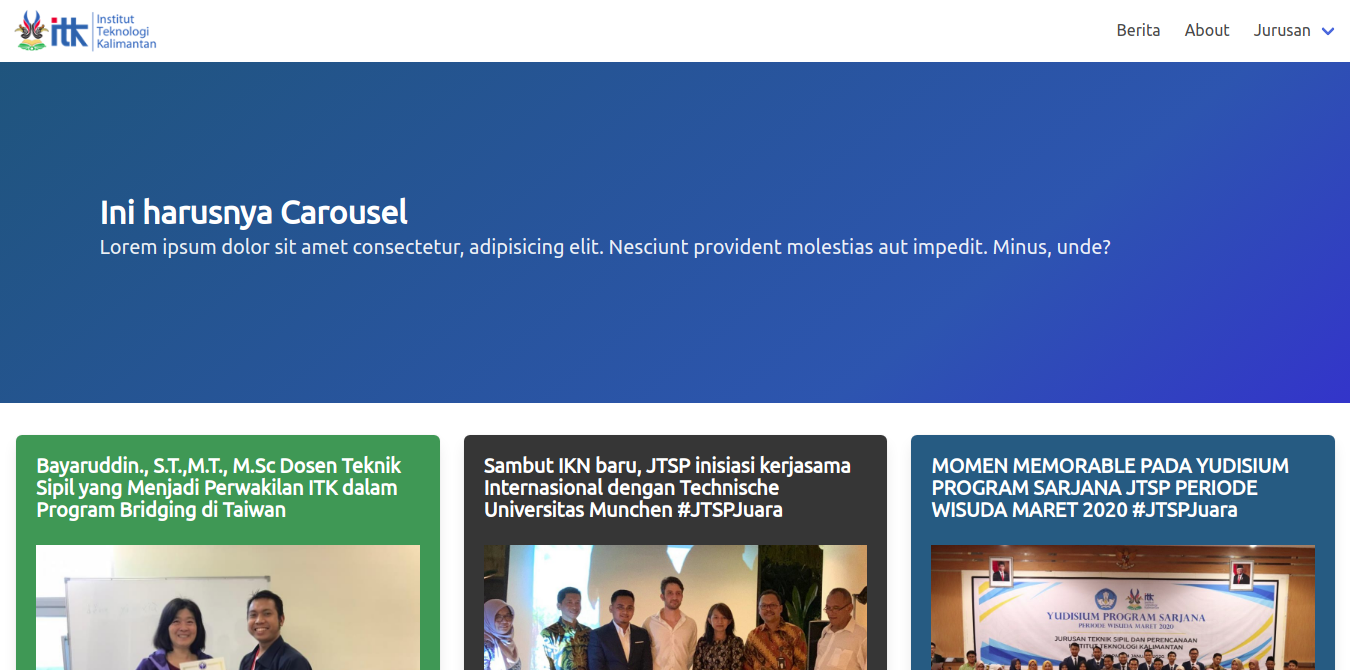 itk
Institut
Teknologi
Kalimantan
Berita
About
Jurusan
Ini harusnya Carousel
Lorem ipsum dolor sit amet consectetur, adipisicing elit. Nesciunt provident molestias aut impedit. Minus, unde?
Bayaruddin., S.T.,M.T., M.Sc Dosen Teknik
Sipil yang Menjadi Perwakilan ITK dalam
Program Bridging di Taiwan
Sambut IKN baru, JTSP inisiasi kerjasama
Internasional dengan Technische
Universitas Munchen #JTSPJuara
MOMEN MEMORABLE PADA YUDISIUM
PROGRAM SARJANA JTSP PERIODE
WISUDA MARET 2020 #JTSPJuara
itk
YUDISIUM PROGRAM SARJANA
PERIODE WISUDA MARET 2020
JURUSAN TEKNIK SIPIL DAN PERENCANAAN
INSTITUT TEKNOLOGI KALIMANTAN